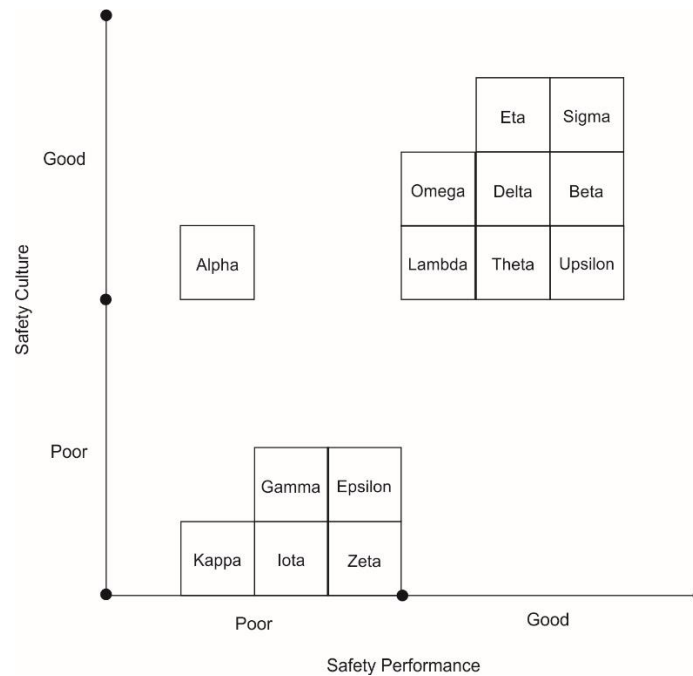 Eta Sigma
Good
Omega Delta Beta
Alpha Lambda Theta Upsilon
Safety Culture
Poor
Gamma Epsilon
Kappa Iota Zeta
Poor Good
Safety Performance